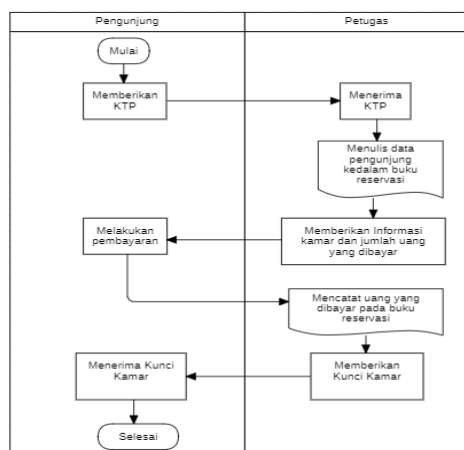 Pengunjung
Petugas
Mulai
Memberikan
KTP
Menerima
KTP
Menulis data
pengunjung
kedalam buku
reservasi
Memberikan Informasi
kamar dan jumlah uang
yang dibayar
Melakukan
pembayaran
Mencatat uang yang
dibayar pada buku
reservasi
Memberikan
Kunci Kamar
Menerima Kunci
Kamar
Selesai